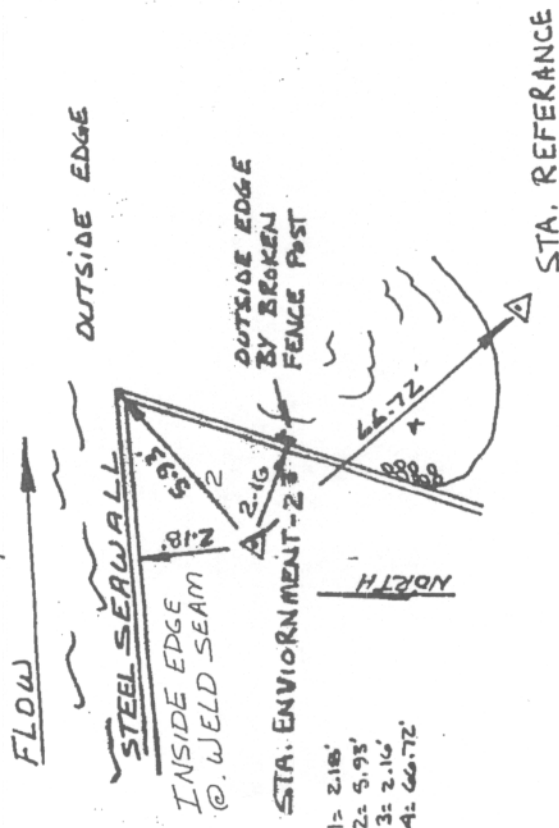 FLOW
OUTSIDE EDGE
STEEL SEAWALL
INSIDE EDGE
@. WELD SEAM
2.18'
5.93'
2
2.16
3
OUTSIDE EDGE
BY BROKEN
FENCE POST
STA. ENVIORNMENT-2
66.72'
4
NORTH
STA. REFERANCE
1= 2.18'
2= 5.93'
3= 2.16'
4= 66.72'